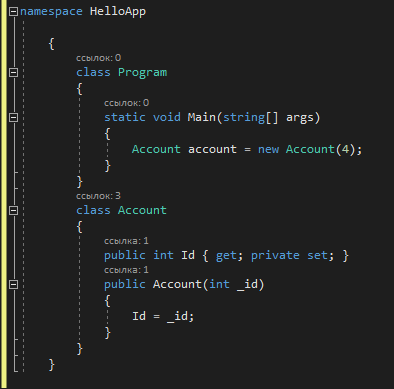 namespace HelloApp
{
ссылок: 0
class Program
{
ссылок: 0
static void Main(string[] args)
{
Account account = new Account(4);
}
}
ссылок: 3
class Account
{
ссылка: 1
public int Id { get; private set; }
ссылка: 1
public Account(int _id)
{
Id = _id;
}
}
}